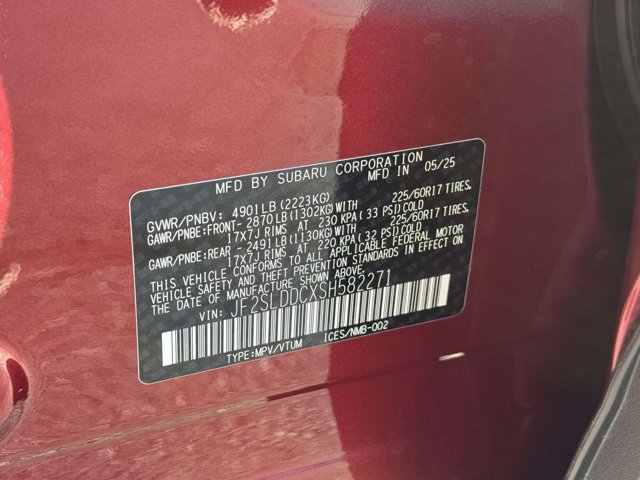 MFD BY SUBARU CORPORATION
MFD IN 05/25
GVWR/PNBV: 4901LB (2223KG)
GAWR/PNBE:FRONT- 2870LB(1302KG)WITH 225/60R17 TIRES,
17X7J RIMS AT 230 KPA (33 PSI)COLD
GAWR/PNBE:REAR - 2491LB(1130KG)WITH 225/60R17 TIRES,
17X7J RIMS AT 220 KPA (32 PSI)COLD
THIS VEHICLE CONFORMS TO ALL APPLICABLE FEDERAL MOTOR
VEHICLE SAFETY AND THEFT PREVENTION STANDARDS IN EFFECT ON
THE DATE OF MANUFACTURE SHOWN ABOVE.
VIN: JF2SLDDCXSH582271
TYPE:MPV/VTUM ICES/NMB-002